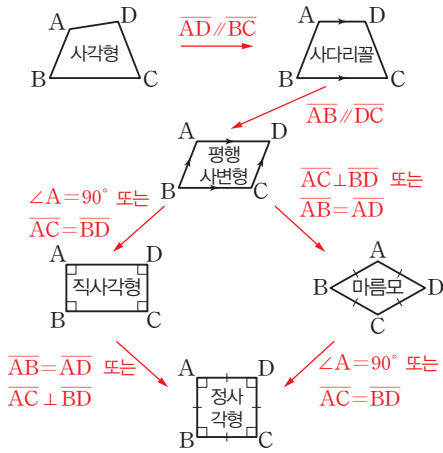 A D
사각형
B C
AD∥BC
A D
사다리꼴
B C
AB∥DC
A D
평행
사변형
B C
∠A=90° 또는
AC=BD
AC⊥BD 또는
AB=AD
A D
직사각형
B C
A
B 마름모 D
C
AB=AD 또는
AC⊥BD
A D
정사
각형
B C
∠A=90° 또는
AC=BD